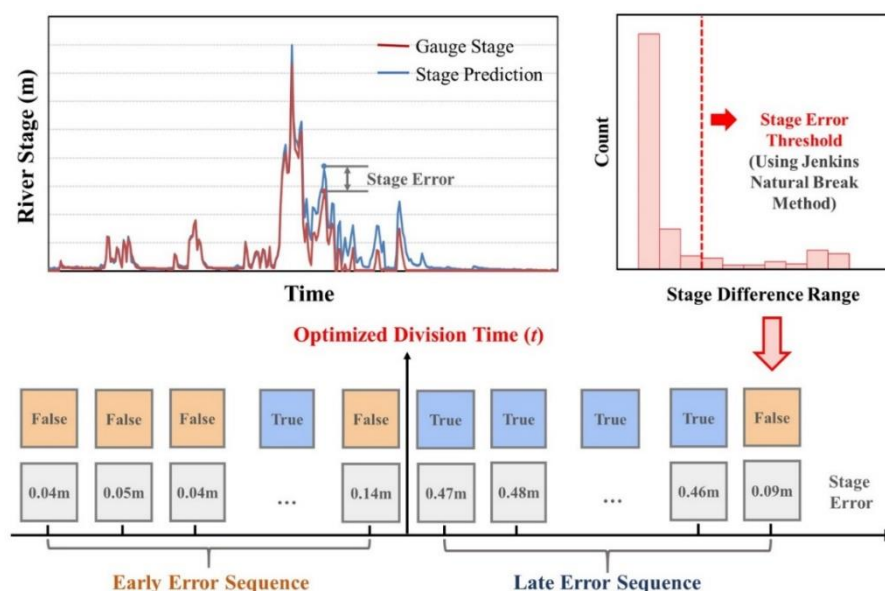 River Stage (m)
Gauge Stage
Stage Prediction
Stage Error
Time
Count
Stage Error
Threshold
(Using Jenkins
Natural Break
Method)
Stage Difference Range
Optimized Division Time (t)
False False False True False True True True True False
0.04m 0.05m 0.04m ... 0.14m 0.47m 0.48m ... 0.46m 0.09m Stage
Error
Early Error Sequence Late Error Sequence